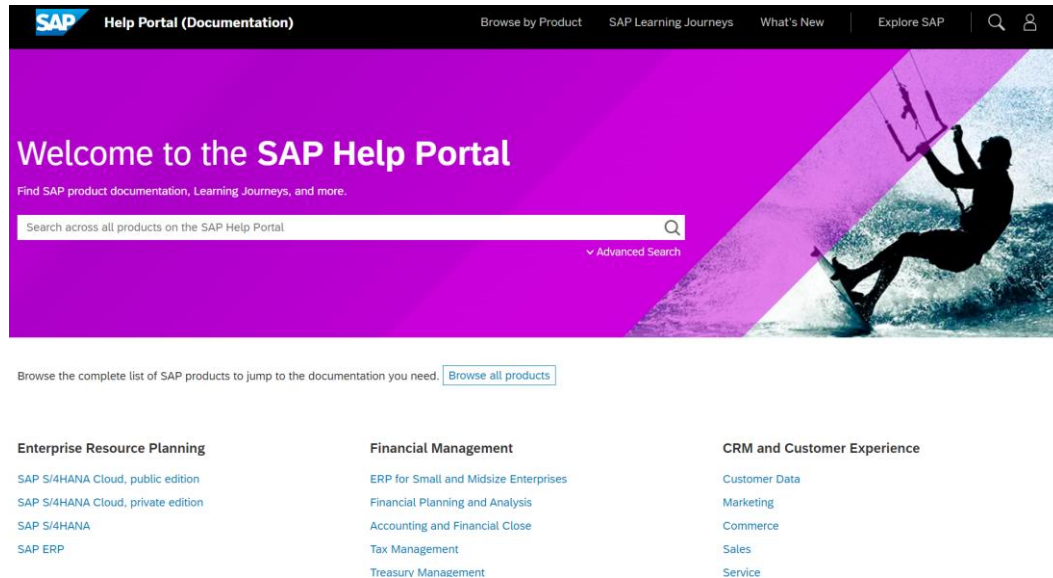 SAP Help Portal (Documentation) Browse by Product SAP Learning Journeys What's New Explore SAP
Welcome to the SAP Help Portal
Find SAP product documentation, Learning Journeys, and more.
Search across all products on the SAP Help Portal
Advanced Search
Browse the complete list of SAP products to jump to the documentation you need. Browse all products
Enterprise Resource Planning
SAP S/4HANA Cloud, public edition
SAP S/4HANA Cloud, private edition
SAP S/4HANA
SAP ERP
Financial Management
ERP for Small and Midsize Enterprises
Financial Planning and Analysis
Accounting and Financial Close
Tax Management
Treasury Management
CRM and Customer Experience
Customer Data
Marketing
Commerce
Sales
Service